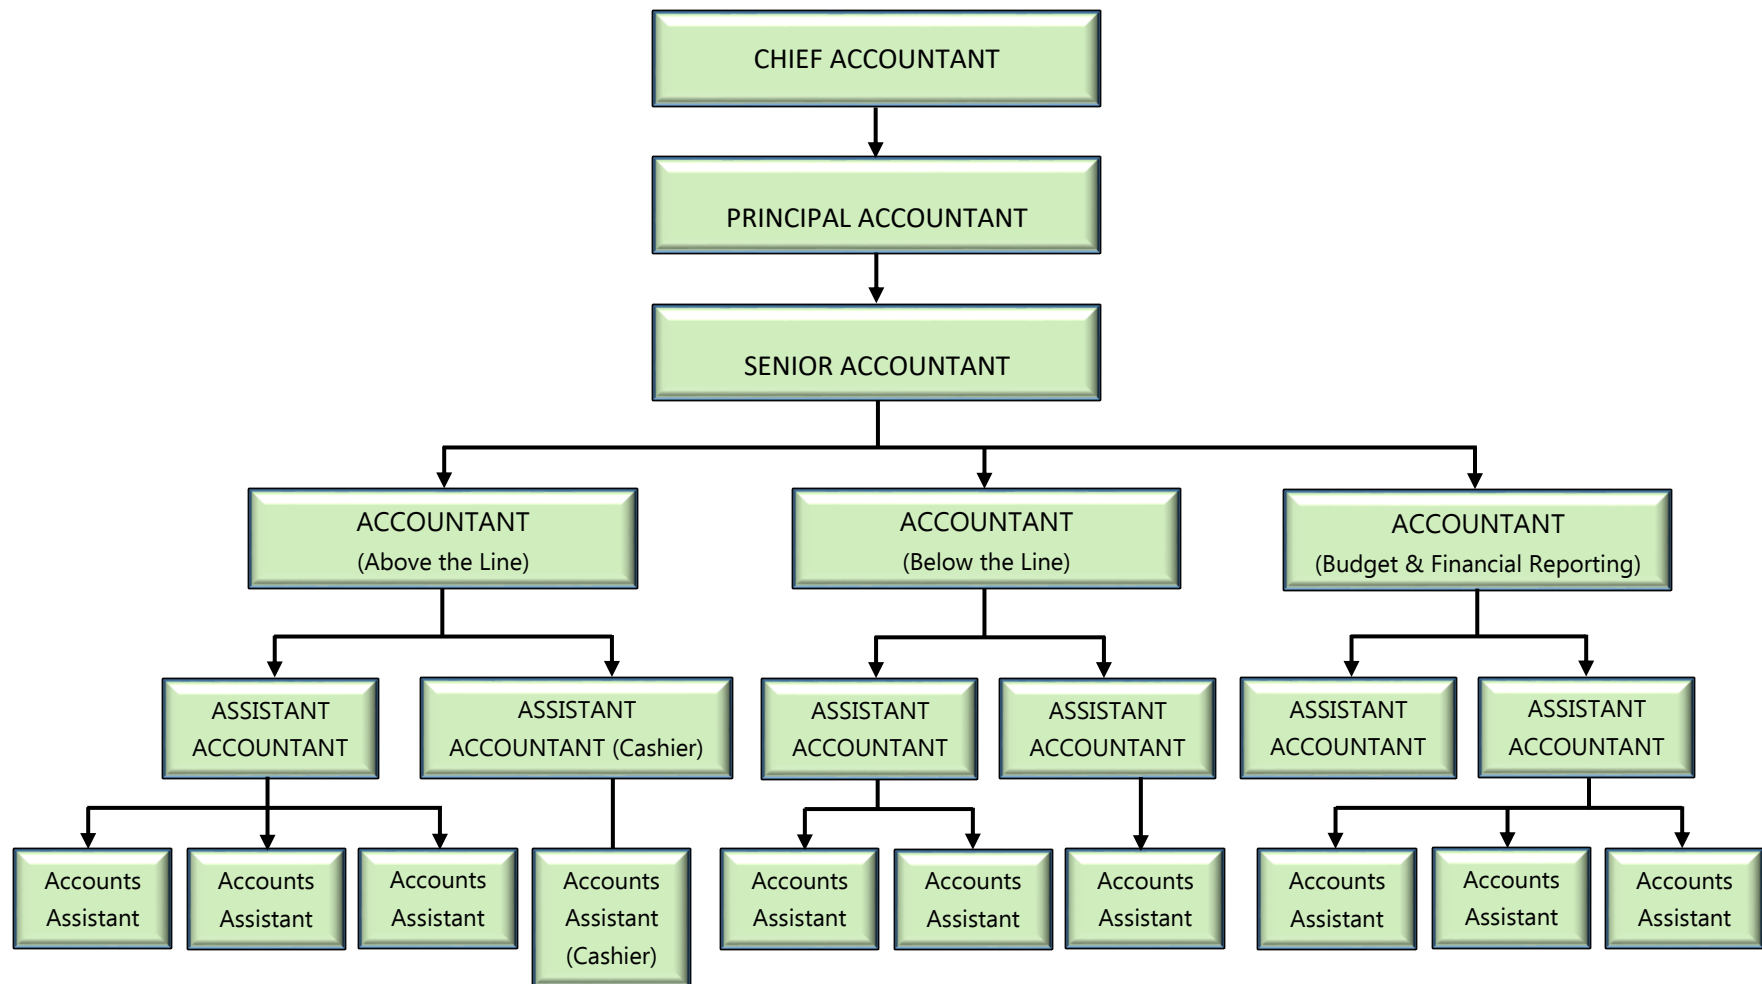 CHIEF ACCOUNTANT
PRINCIPAL ACCOUNTANT
SENIOR ACCOUNTANT
ACCOUNTANT
(Above the Line)
ACCOUNTANT
(Below the Line)
ACCOUNTANT
(Budget & Financial Reporting)
ASSISTANT
ACCOUNTANT
ASSISTANT
ACCOUNTANT (Cashier)
ASSISTANT
ACCOUNTANT
ASSISTANT
ACCOUNTANT
ASSISTANT
ACCOUNTANT
ASSISTANT
ACCOUNTANT
Accounts
Assistant
Accounts
Assistant
Accounts
Assistant
Accounts
Assistant
(Cashier)
Accounts
Assistant
Accounts
Assistant
Accounts
Assistant
Accounts
Assistant
Accounts
Assistant
Accounts
Assistant